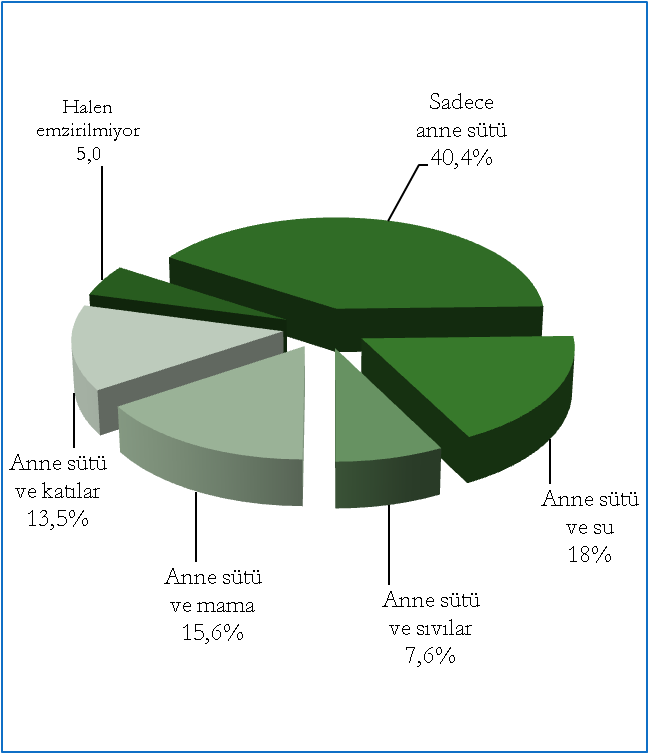 Halen
emzirilmiyor
5,0
Sadece
anne sütü
40,4%
Anne sütü
ve katılar
13,5%
Anne sütü
ve mama
15,6%
Anne sütü
ve sıvılar
7,6%
Anne sütü
ve su
18%